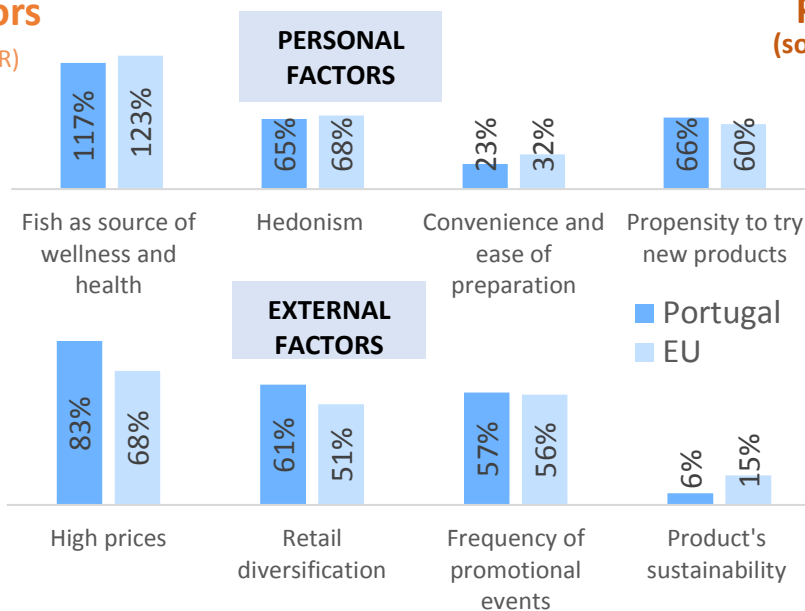 ors
R)
PERSONAL
FACTORS
(so
117%
123%
65%
68%
23%
32%
66%
60%
Fish as source of
wellness and
health
Hedonism
Convenience and
ease of
preparation
Propensity to try
new products
EXTERNAL
FACTORS
Portugal
EU
83%
68%
61%
51%
57%
56%
6%
15%
High prices
Retail
diversification
Frequency of
promotional
events
Product's
sustainability